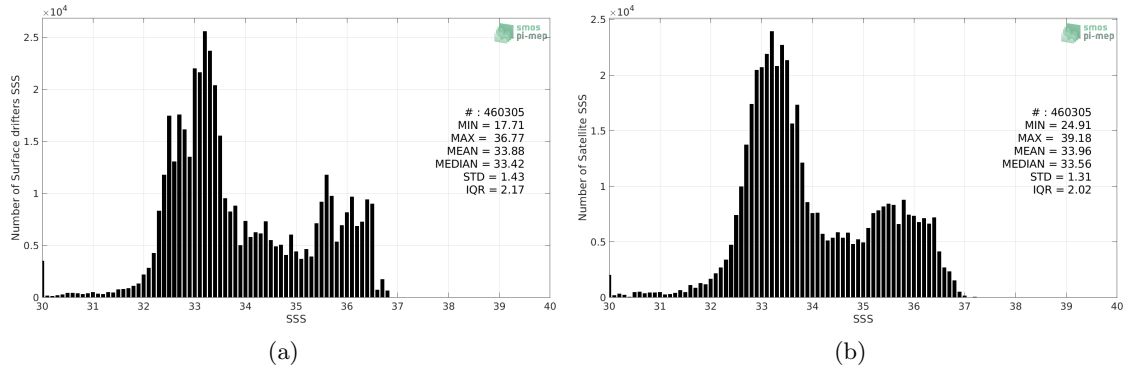 ×10⁴
2.5
2
1.5
1
0.5
0
30 31 32 33 34 35 36 37 38 39 40
SSS
Number of Surface drifters SSS
smos
pi-mep
# : 460305
MIN = 17.71
MAX = 36.77
MEAN = 33.88
MEDIAN = 33.42
STD = 1.43
IQR = 2.17
(a)
×10⁴
2.5
2
1.5
1
0.5
0
30 31 32 33 34 35 36 37 38 39 40
SSS
Number of Satellite SSS
smos
pi-mep
# : 460305
MIN = 24.91
MAX = 39.18
MEAN = 33.96
MEDIAN = 33.56
STD = 1.31
IQR = 2.02
(b)